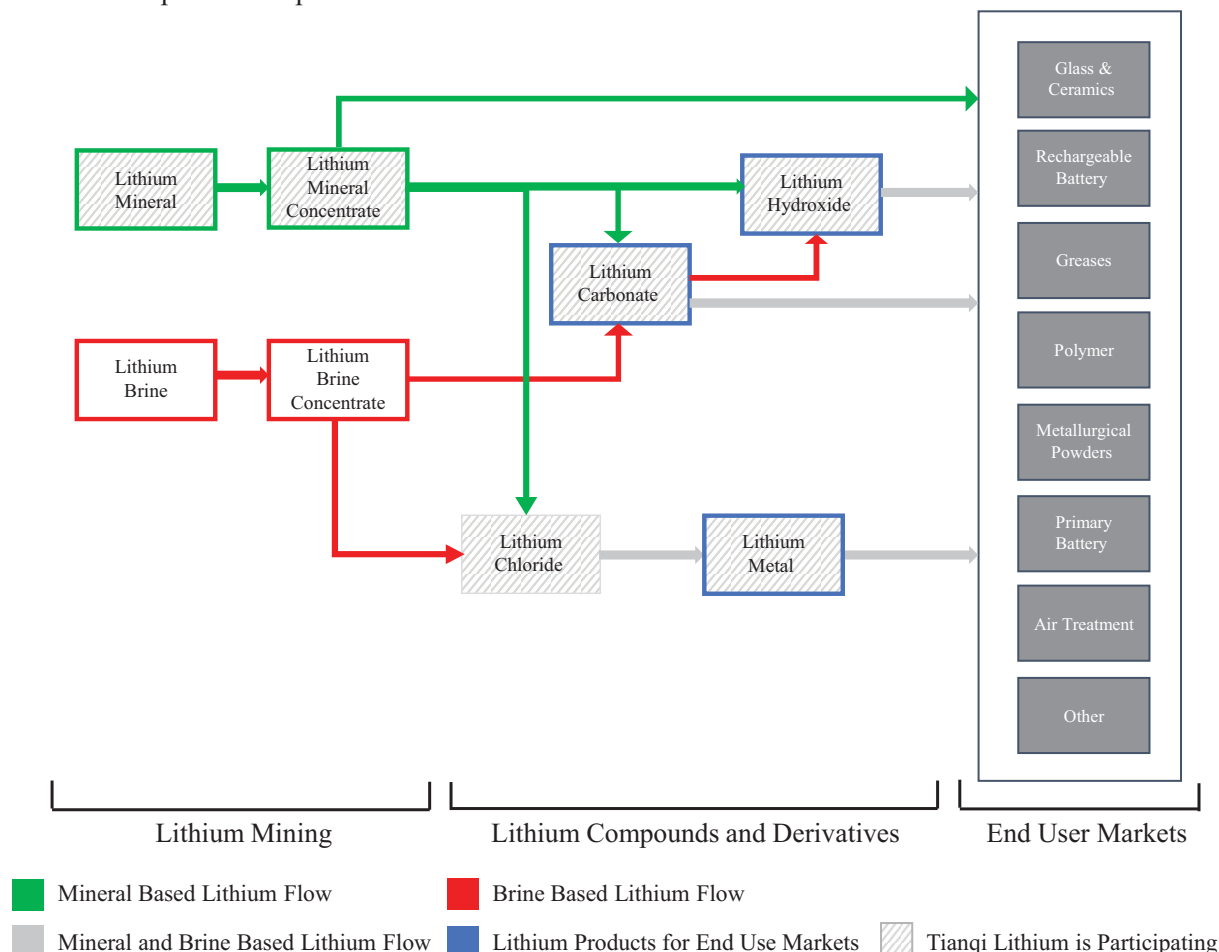 Glass &
Ceramics
Lithium
Mineral
Lithium
Mineral
Concentrate
Lithium
Hydroxide
Rechargeable
Battery
Lithium
Carbonate
Greases
Lithium
Brine
Lithium
Brine
Concentrate
Polymer
Metallurgical
Powders
Lithium
Chloride
Lithium
Metal
Primary
Battery
Air Treatment
Other
Lithium Mining
Lithium Compounds and Derivatives
End User Markets
Mineral Based Lithium Flow
Brine Based Lithium Flow
Mineral and Brine Based Lithium Flow
Lithium Products for End Use Markets
Tianqi Lithium is Participating